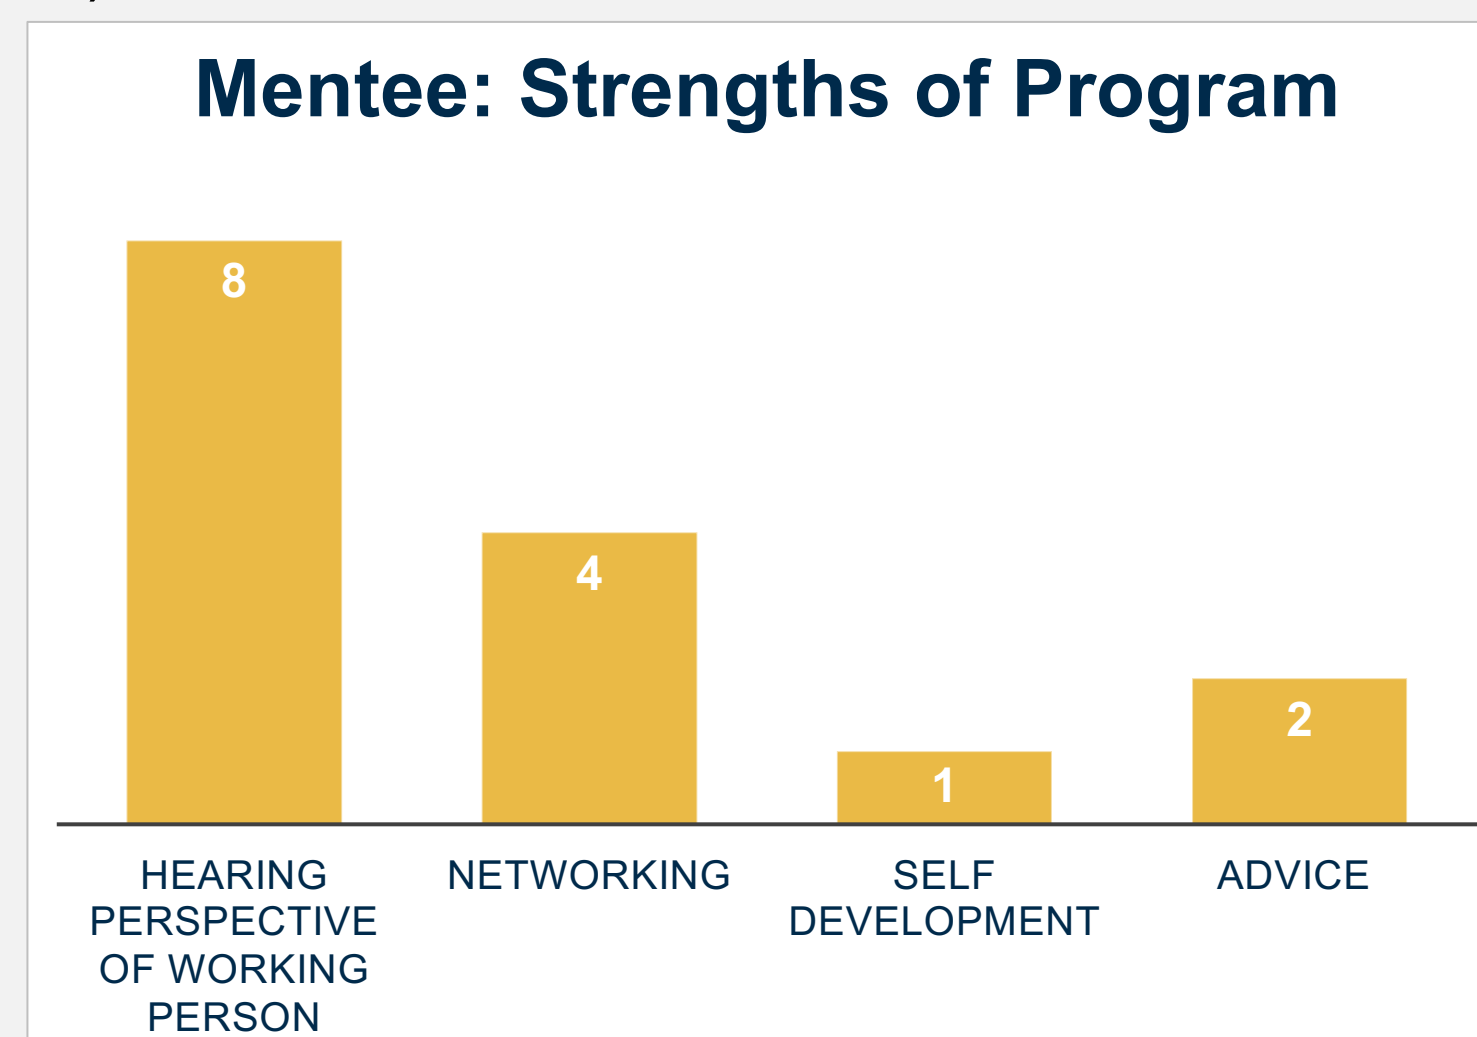 Mentee: Strengths of Program
8
4
1
2
HEARING
PERSPECTIVE
OF WORKING
PERSON
NETWORKING
SELF
DEVELOPMENT
ADVICE